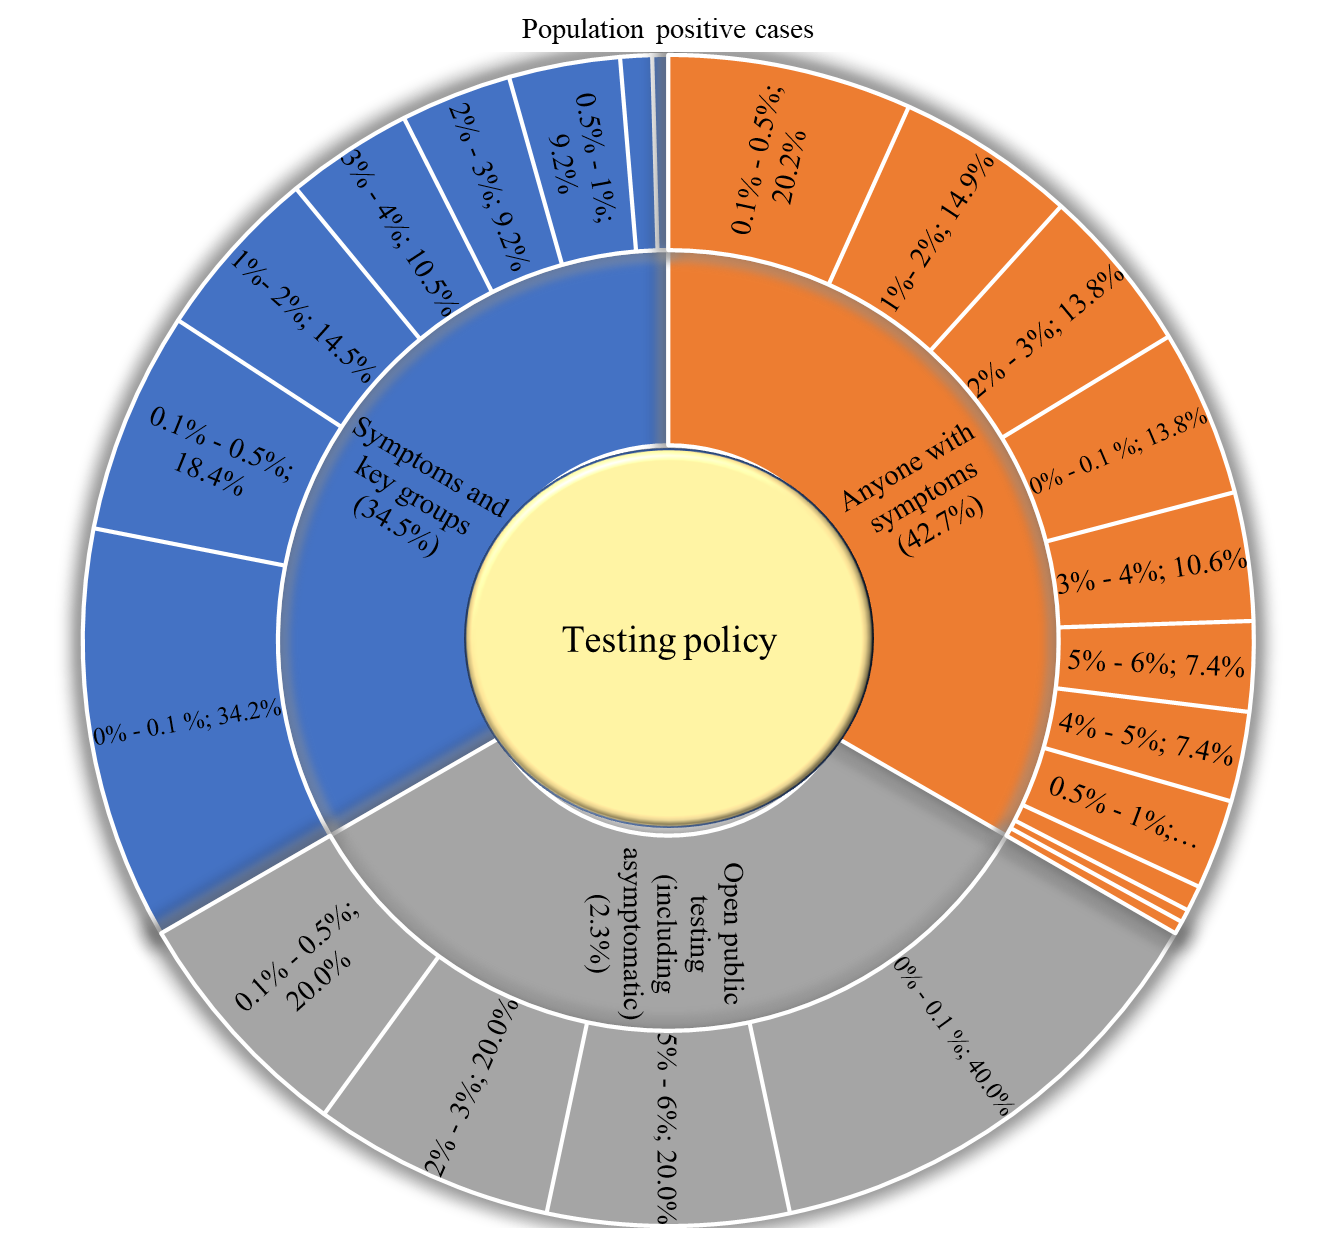 Population positive cases
0.1% - 0.5%;
20.2%
1%- 2%; 14.9%
2% - 3%; 13.8%
0% - 0.1 %; 13.8%
3% - 4%; 10.6%
5% - 6%; 7.4%
4% - 5%; 7.4%
0.5% - 1%;...
0% - 0.1 %; 40.0%
5% - 6%; 20.0%
2% - 3%; 20.0%
0.1% - 0.5%;
20.0%
0% - 0.1 %; 34.2%
0.1% - 0.5%;
18.4%
1%- 2%; 14.5%
3% - 4%; 10.5%
2% - 3%; 9.2%
0.5% - 1%;
9.2%
Anyone with
symptoms
(42.7%)
Open public
testing
(including
asymptomatic)
(2.3%)
Symptoms and
key groups
(34.5%)
Testing policy